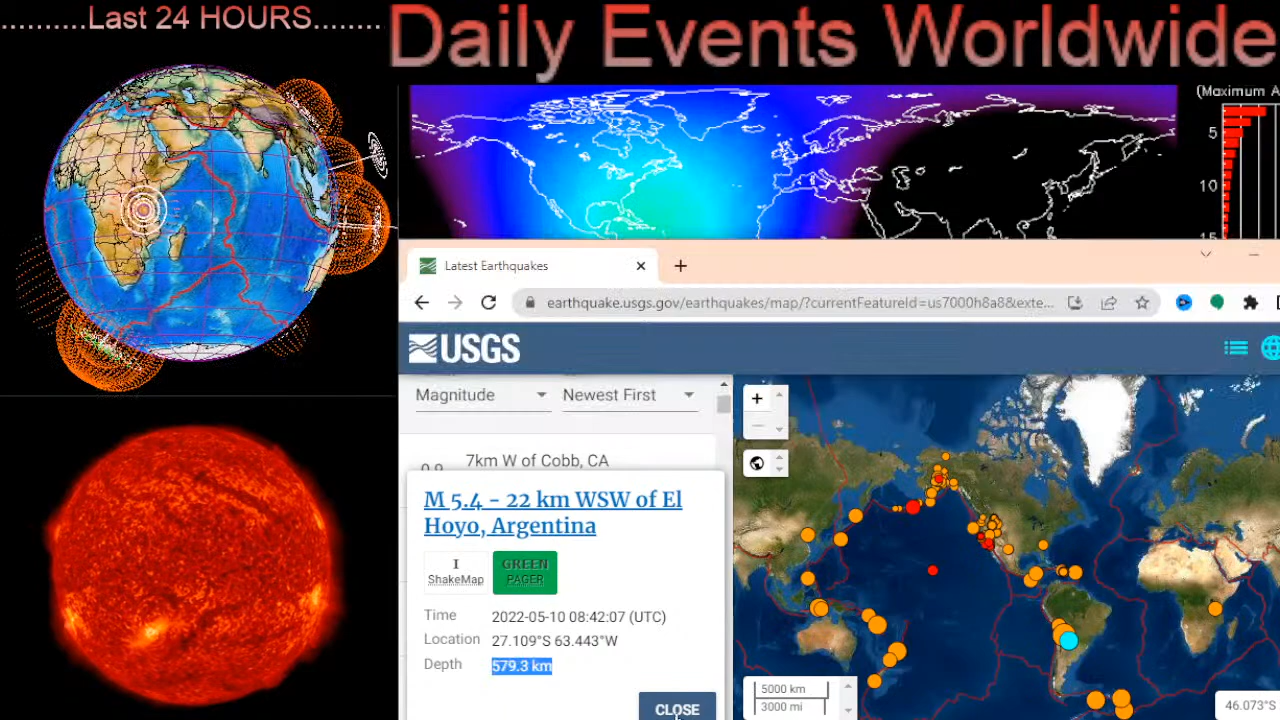 ..........Last 24 HOURS........
Daily Events Worldwide
(Maximum A
5
10
15
Latest Earthquakes
earthquake.usgs.gov/earthquakes/map/?currentFeatureId=us7000h8a8&exte...
USGS
Magnitude
Newest First
0.9
7km W of Cobb, CA
M 5.4 - 22 km WSW of El
Hoyo, Argentina
I
ShakeMap
GREEN
PAGER
Time 2022-05-10 08:42:07 (UTC)
Location 27.109°S 63.443°W
Depth 579.3 km
CLOSE
5000 km
3000 mi
46.073°S